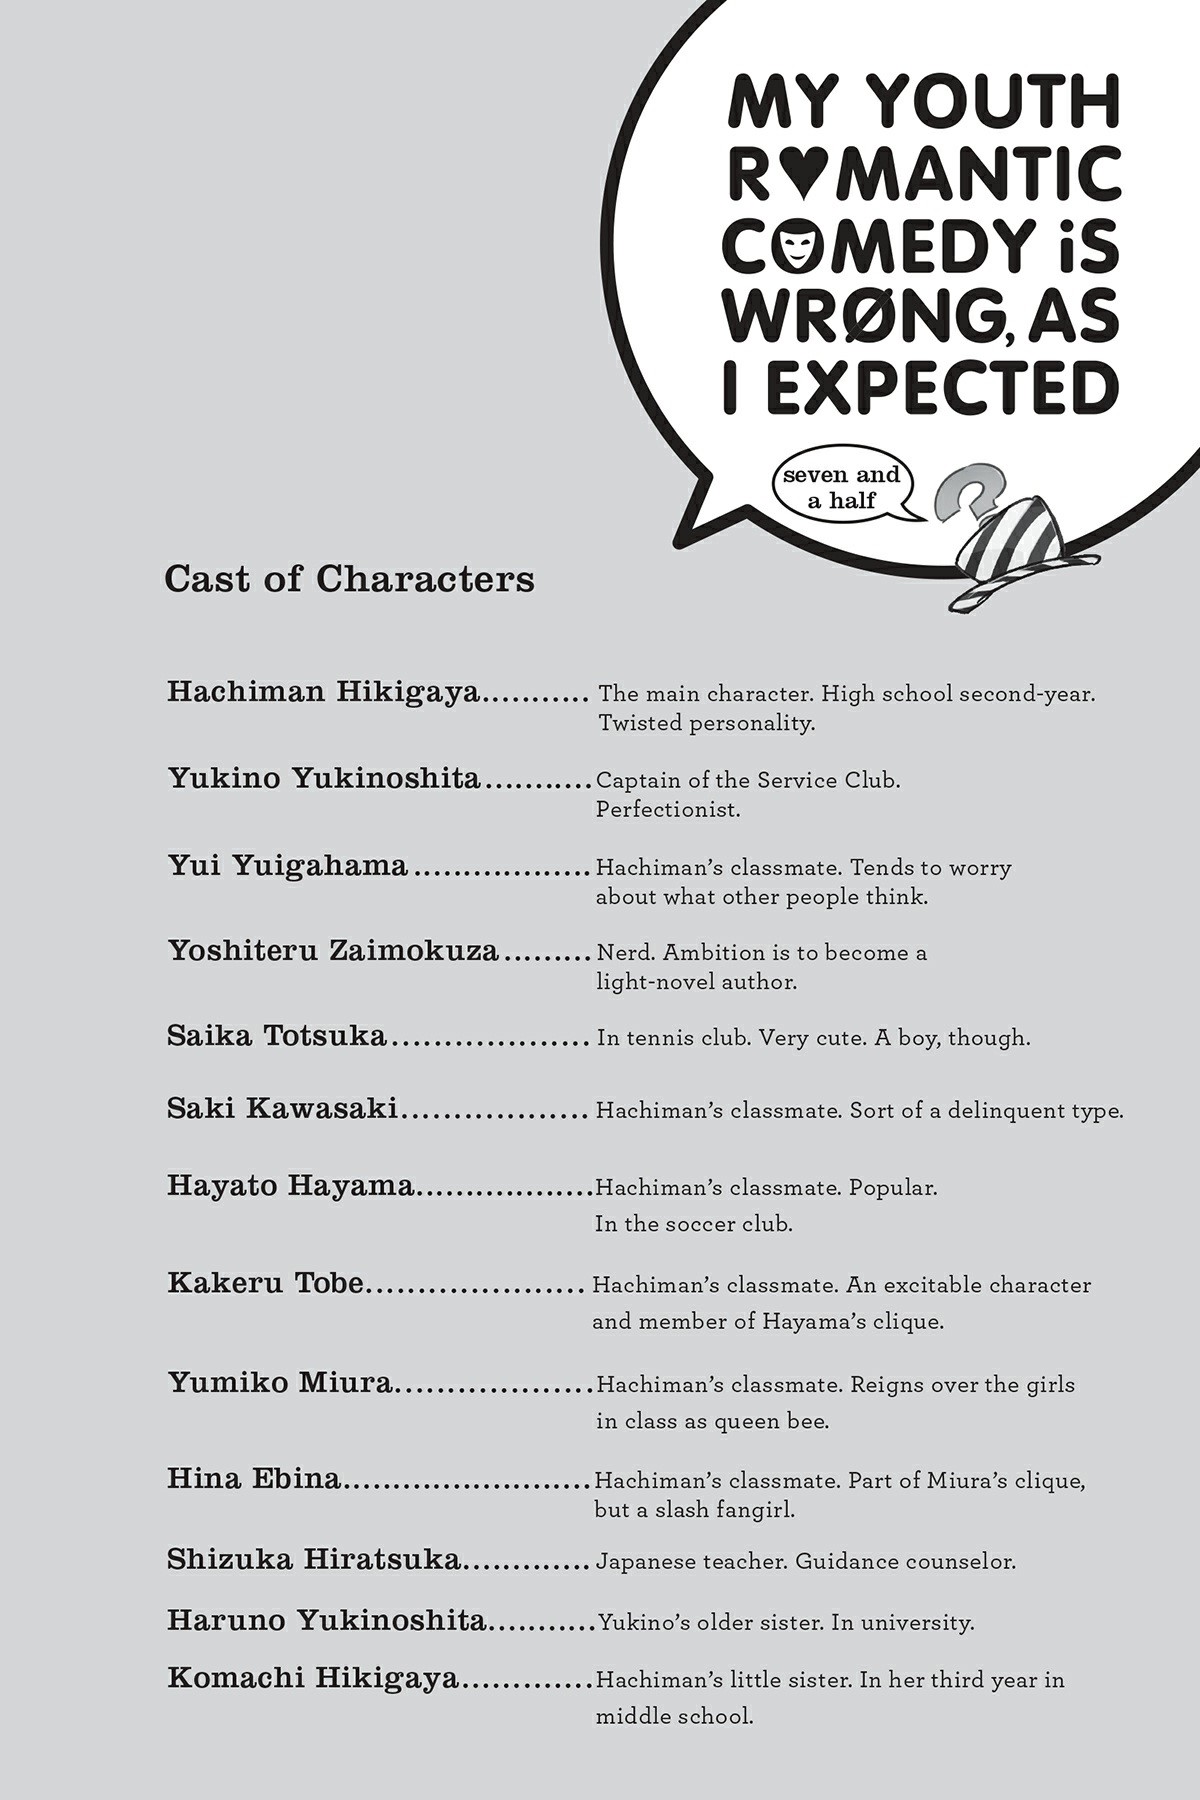 MY YOUTH
R♥MANTIC
COMEDY iS
WRØNG, AS
I EXPECTED
seven and
a half
Cast of Characters
Hachiman Hikigaya........... The main character. High school second-year.
Twisted personality.
Yukino Yukinoshita...........Captain of the Service Club.
Perfectionist.
Yui Yuigahama ..................Hachiman’s classmate. Tends to worry
about what other people think.
Yoshiteru Zaimokuza.........Nerd. Ambition is to become a
light-novel author.
Saika Totsuka................... In tennis club. Very cute. A boy, though.
Saki Kawasaki.................. Hachiman’s classmate. Sort of a delinquent type.
Hayato Hayama..................Hachiman’s classmate. Popular.
In the soccer club.
Kakeru Tobe..................... Hachiman’s classmate. An excitable character
and member of Hayama’s clique.
Yumiko Miura....................Hachiman’s classmate. Reigns over the girls
in class as queen bee.
Hina Ebina.........................Hachiman’s classmate. Part of Miura’s clique,
but a slash fangirl.
Shizuka Hiratsuka.............Japanese teacher. Guidance counselor.
Haruno Yukinoshita...........Yukino’s older sister. In university.
Komachi Hikigaya.............Hachiman’s little sister. In her third year in
middle school.